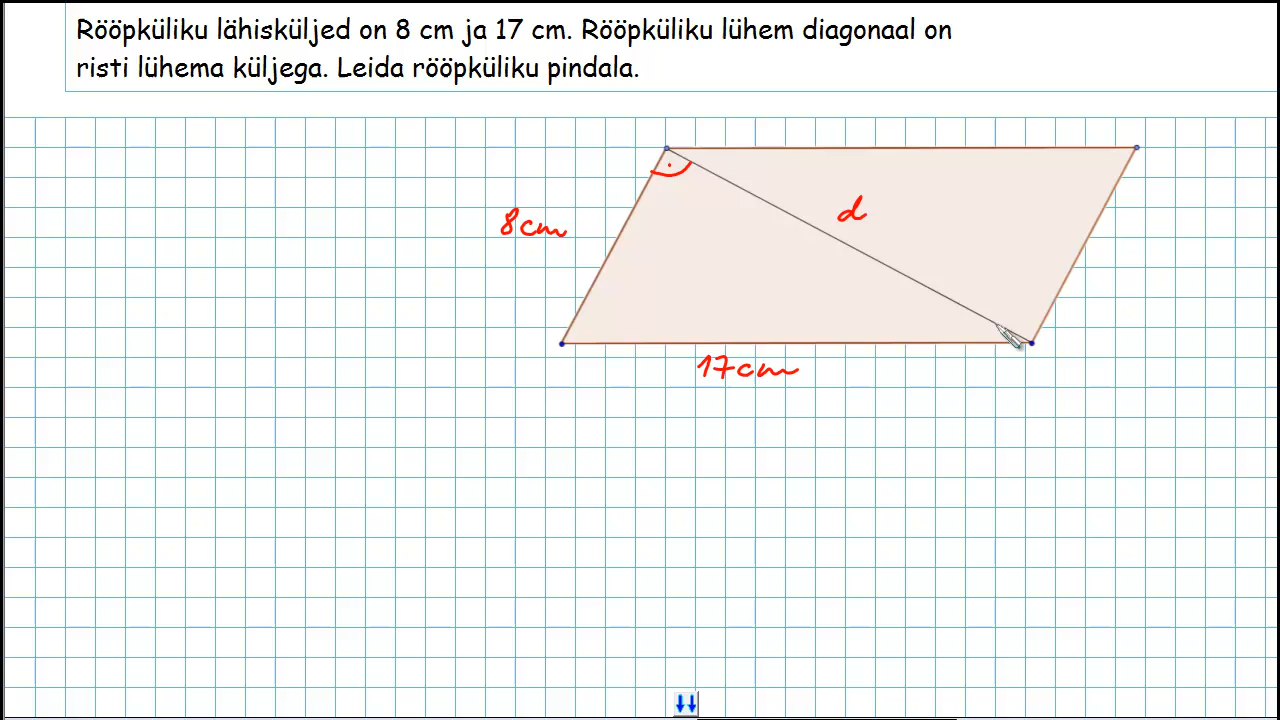 Rööpküliku lähisküljed on 8 cm ja 17 cm. Rööpküliku lühem diagonaal on
risti lühema küljega. Leida rööpküliku pindala.
d
8cm
17cm